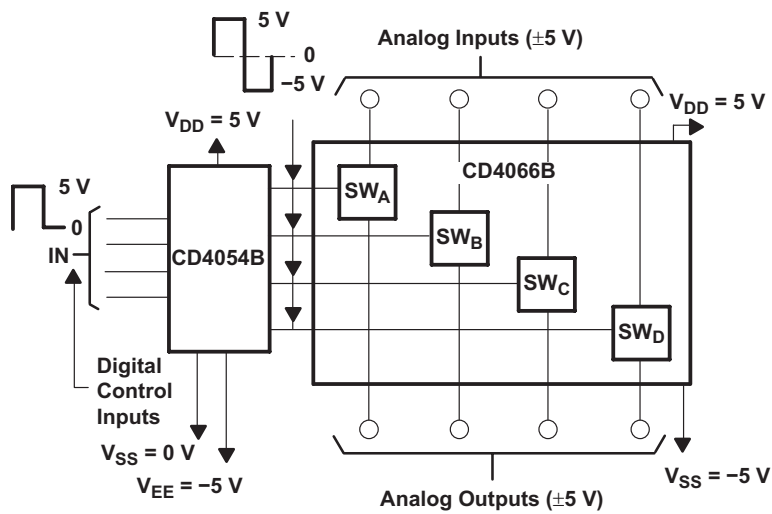 5 V
0
−5 V
Analog Inputs (±5 V)
V_DD = 5 V
V_DD = 5 V
CD4066B
5 V
0
IN
CD4054B
SW_A
SW_B
SW_C
SW_D
Digital
Control
Inputs
V_SS = 0 V
V_EE = −5 V
V_SS = −5 V
Analog Outputs (±5 V)